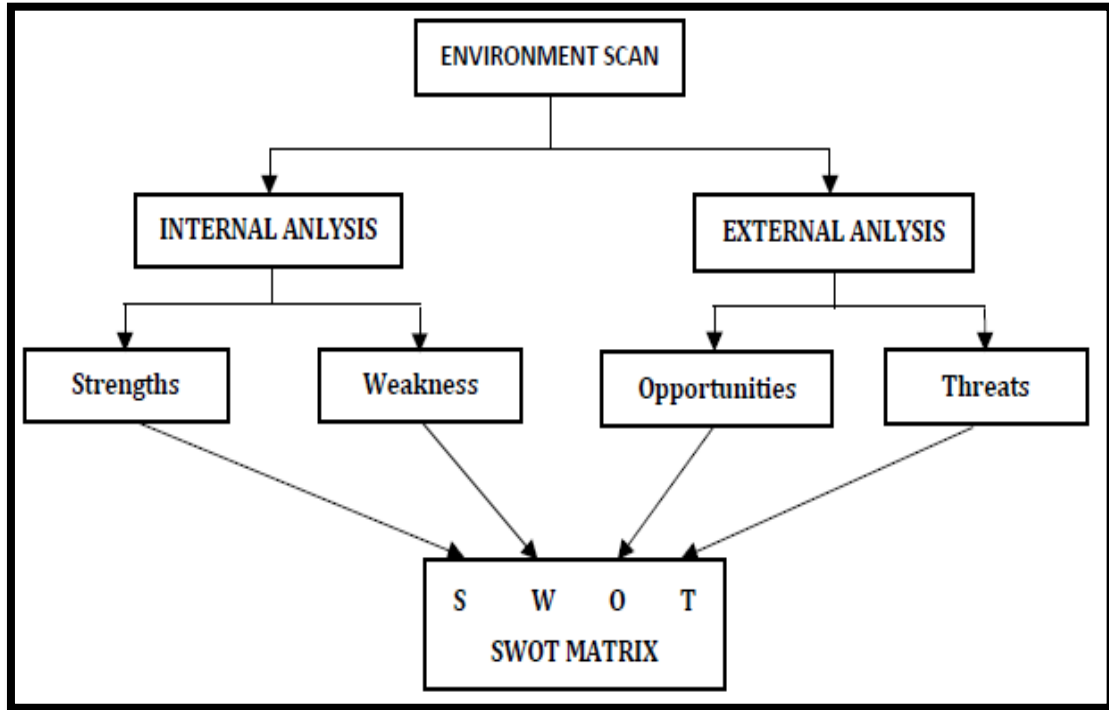 ENVIRONMENT SCAN
INTERNAL ANLYSIS
EXTERNAL ANLYSIS
Strengths
Weakness
Opportunities
Threats
S W O T
SWOT MATRIX